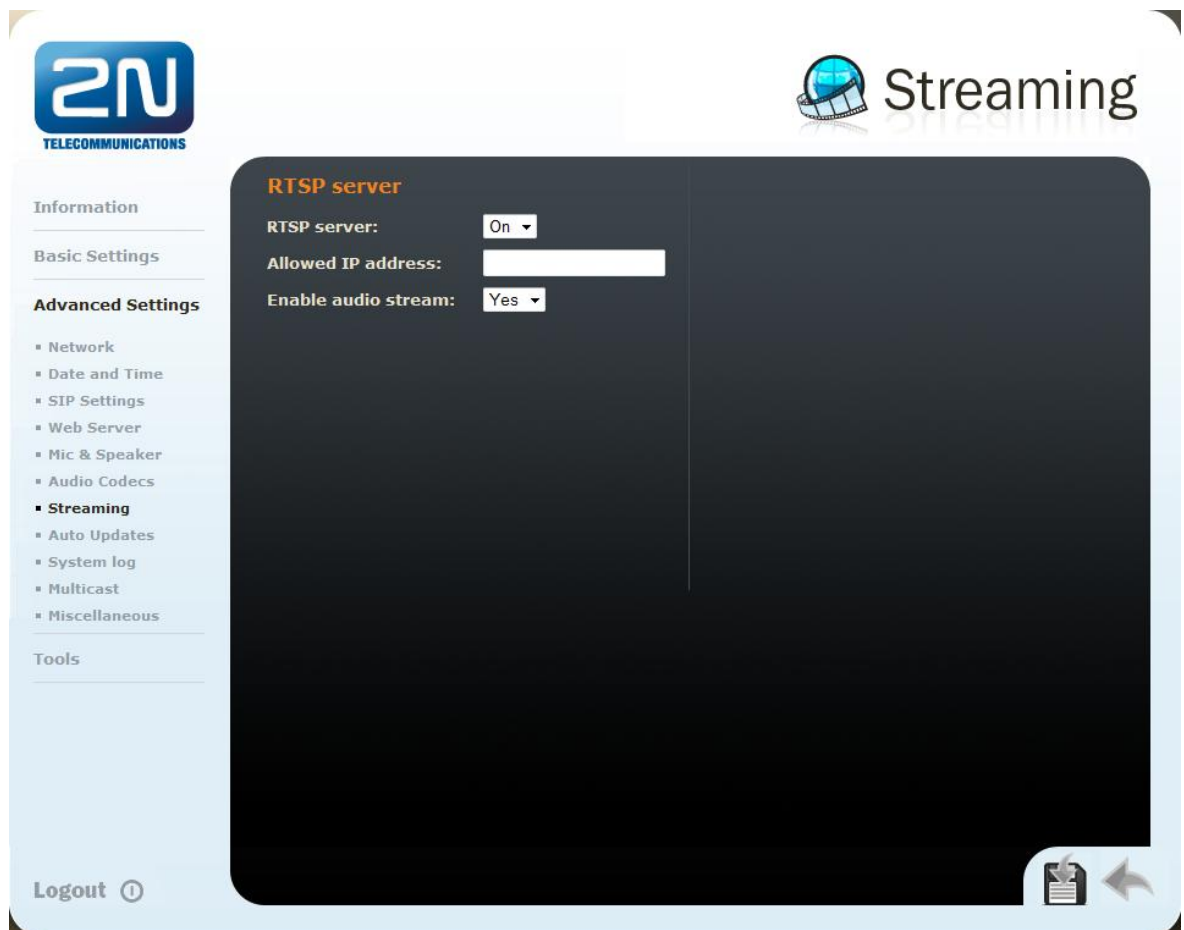 2N
TELECOMMUNICATIONS
Streaming
Information
Basic Settings
Advanced Settings
Network
Date and Time
SIP Settings
Web Server
Mic & Speaker
Audio Codecs
Streaming
Auto Updates
System log
Multicast
Miscellaneous
Tools
Logout
RTSP server
RTSP server: On
Allowed IP address:
Enable audio stream: Yes